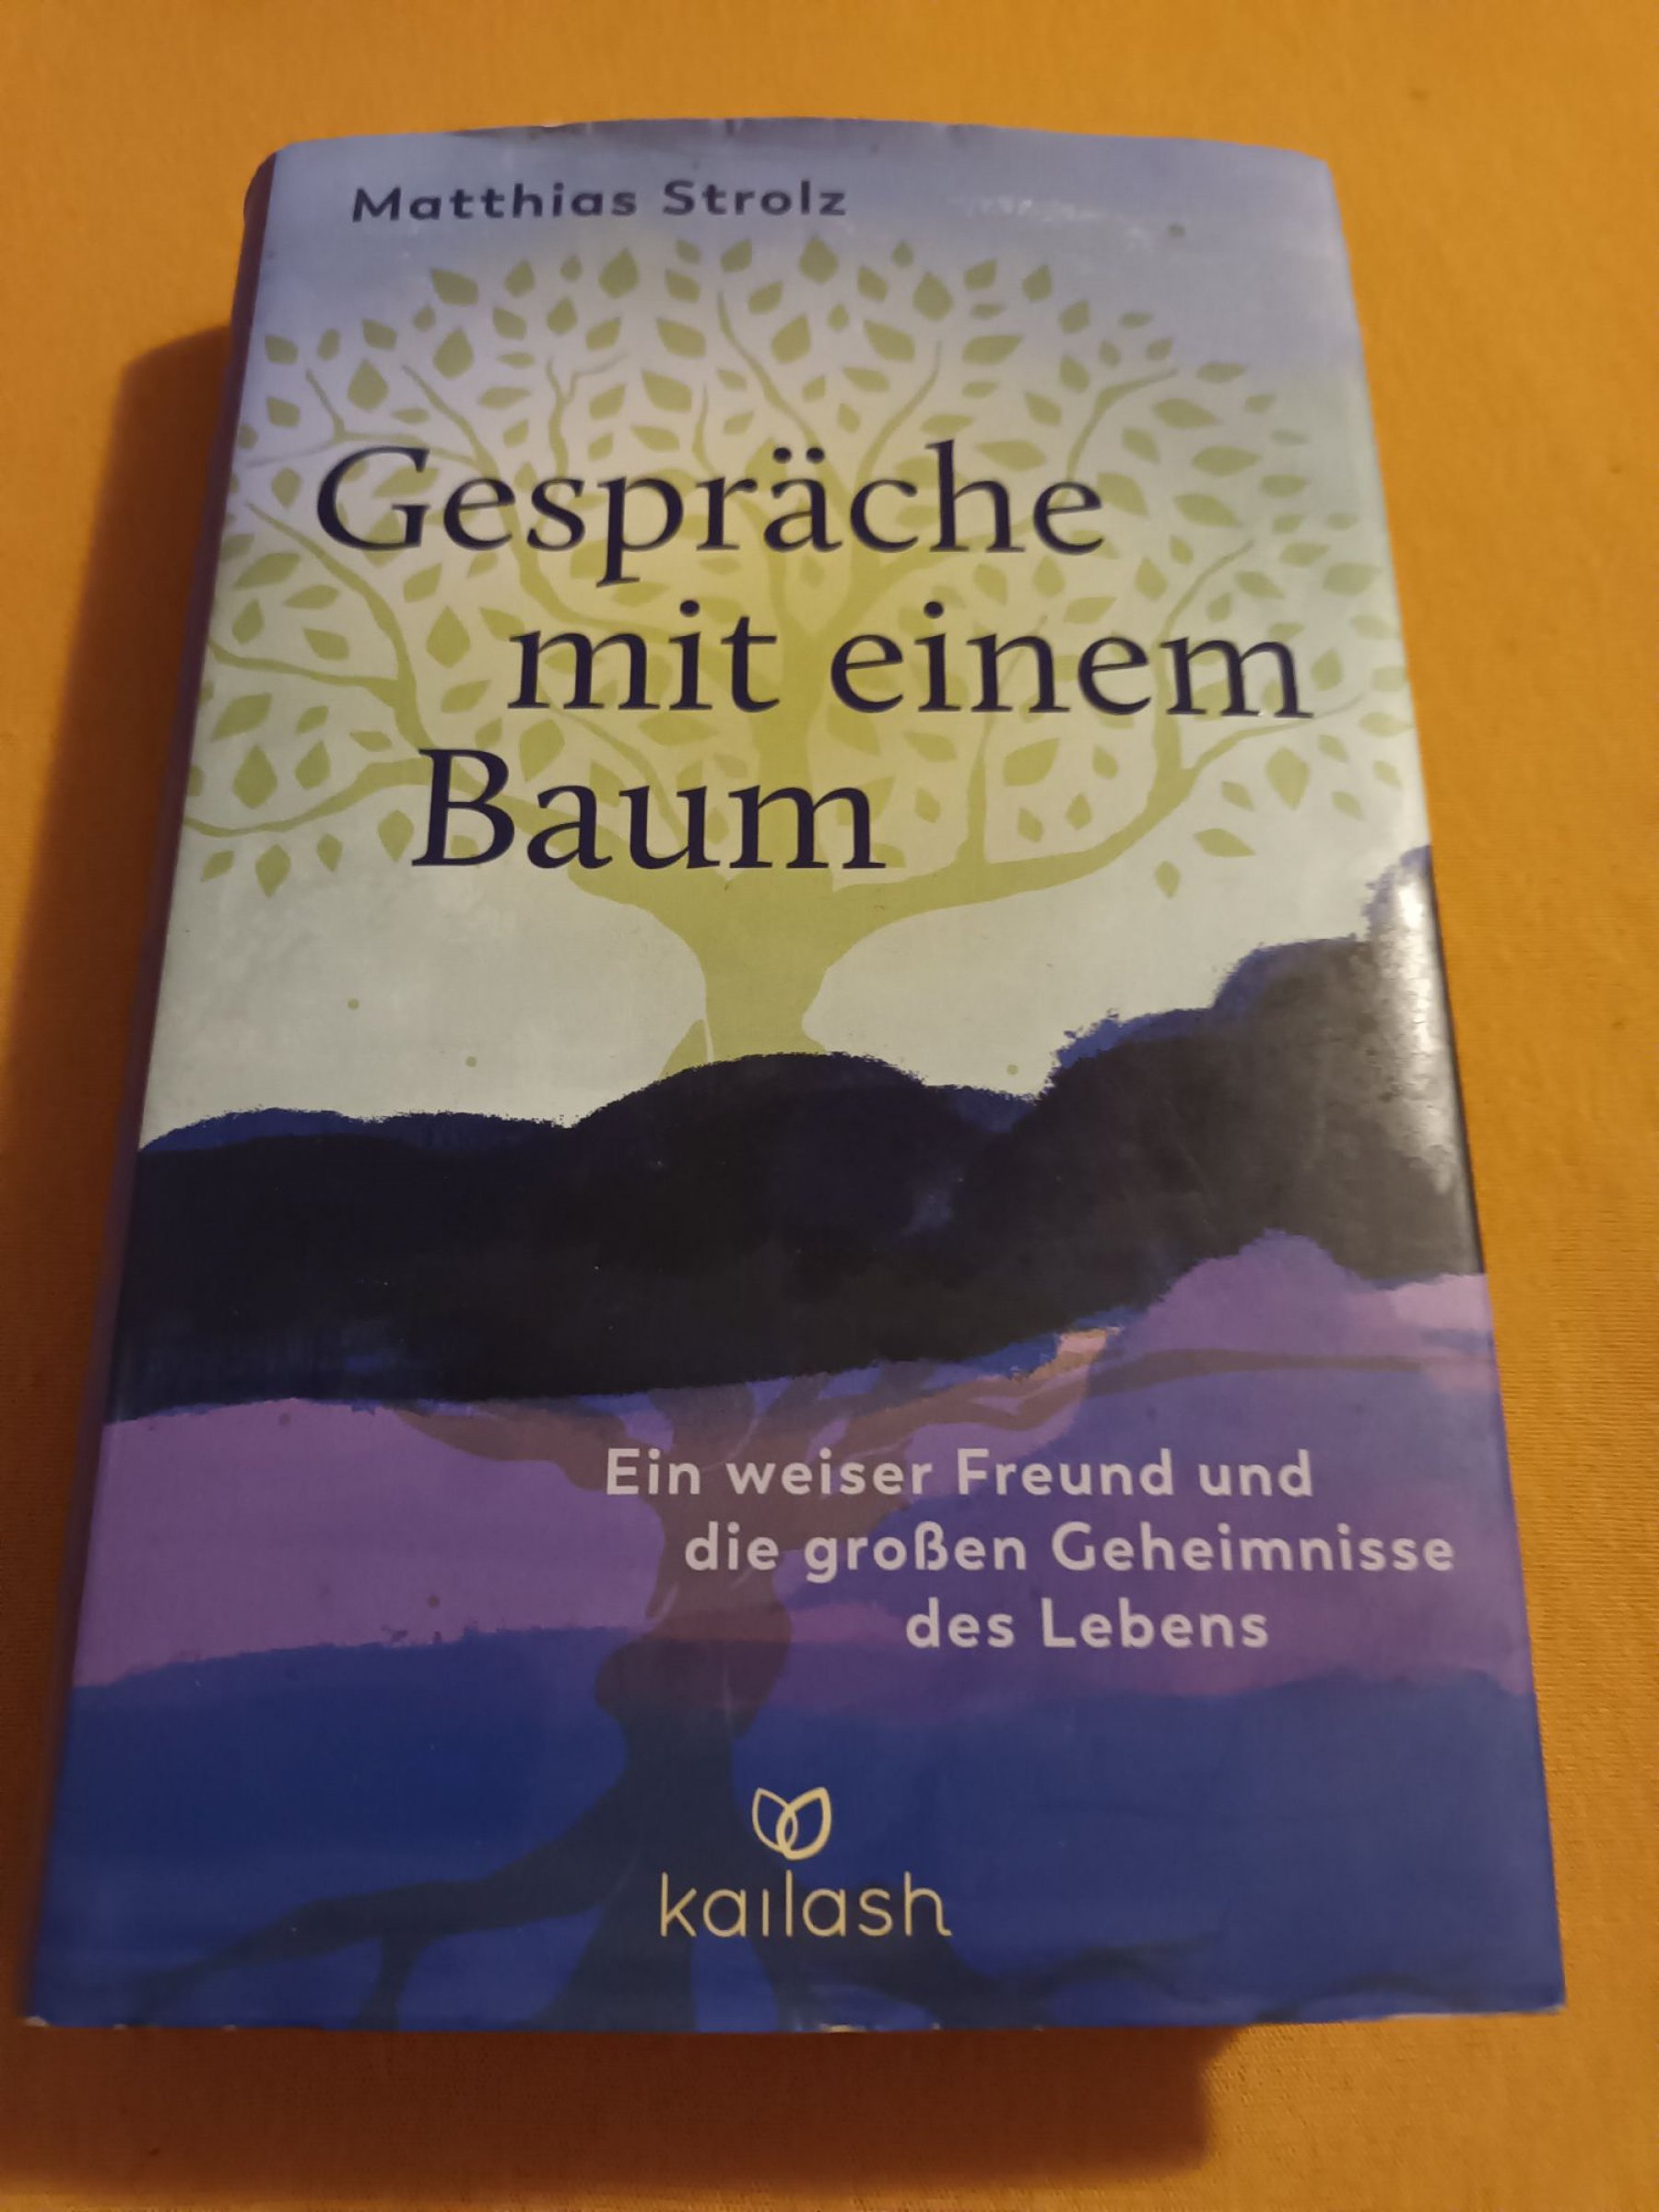 Matthias Strolz
Gespräche
mit einem
Baum
Ein weiser Freund und
die großen Geheimnisse
des Lebens
kailash